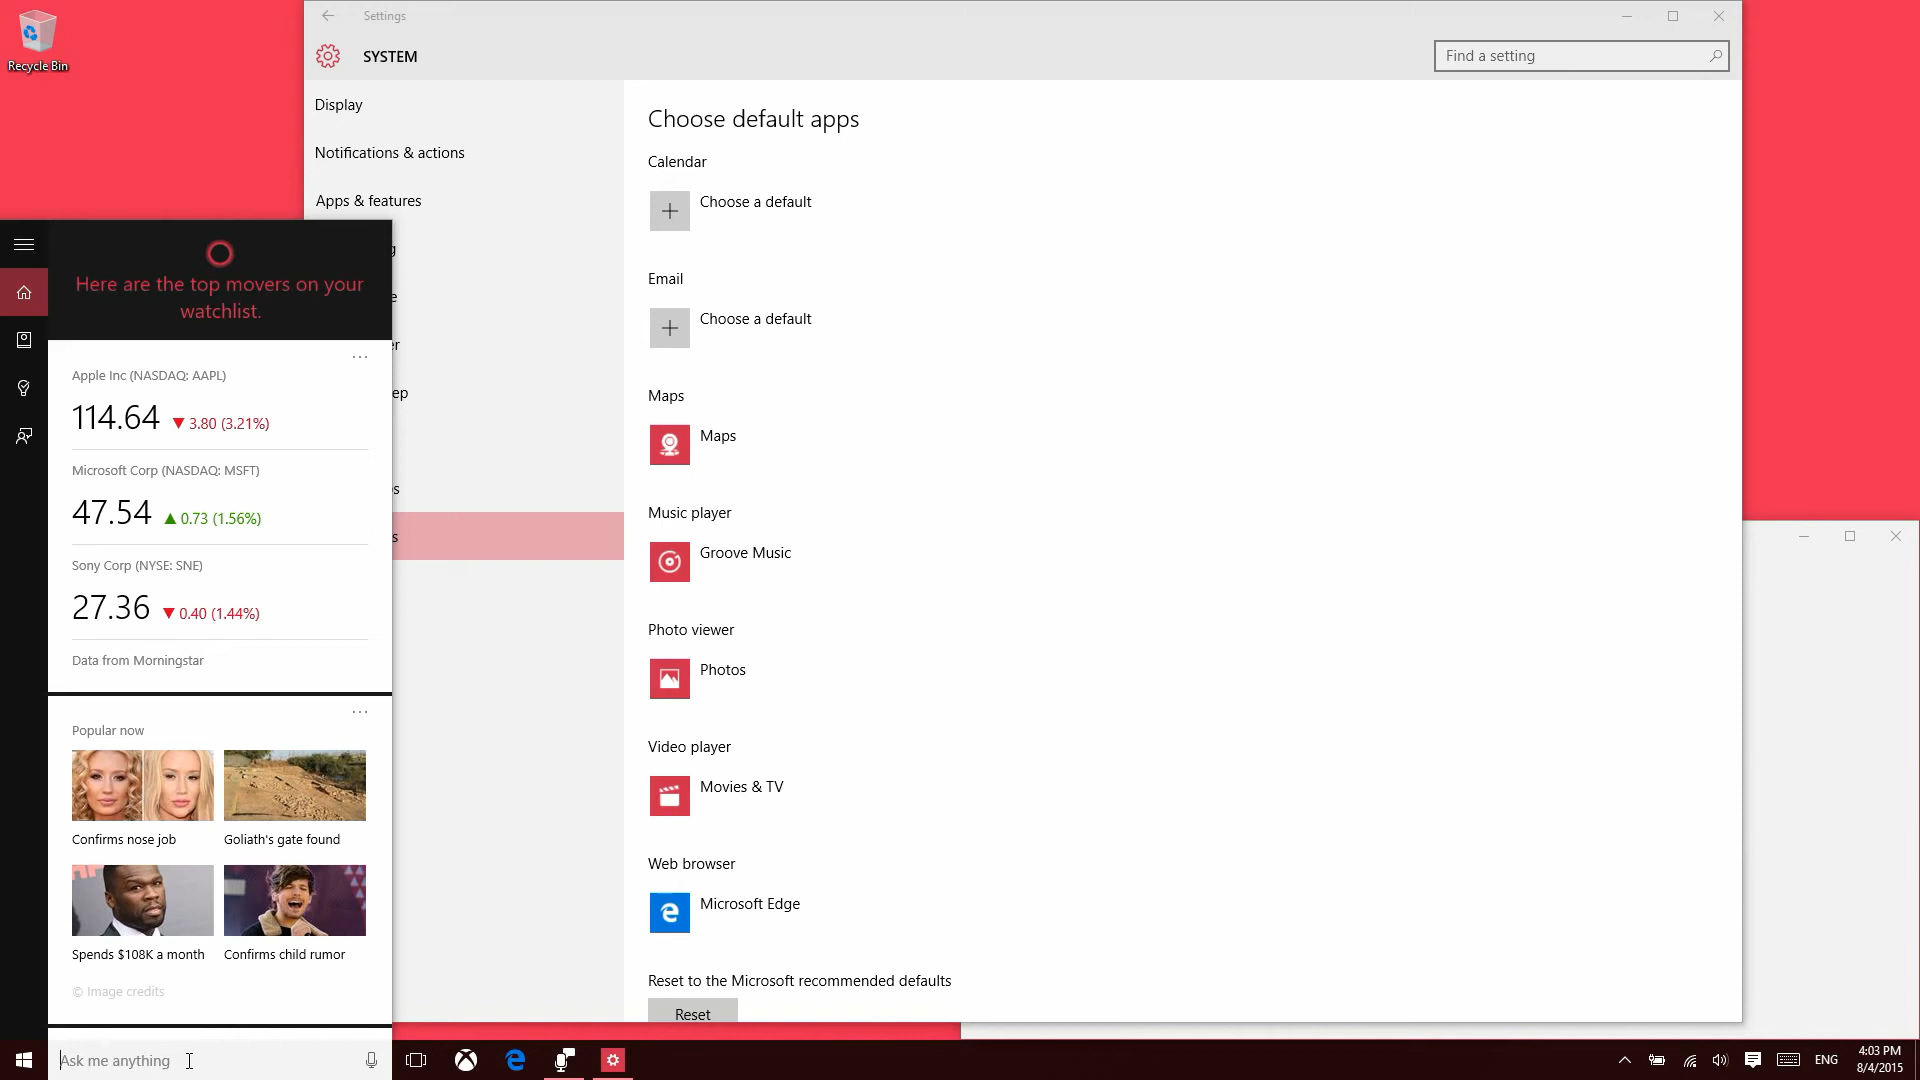 Recycle Bin
Settings
SYSTEM
Find a setting
Display
Notifications & actions
Apps & features
Choose default apps
Calendar
Choose a default
Email
Choose a default
Maps
Maps
Music player
Groove Music
Photo viewer
Photos
Video player
Movies & TV
Web browser
Microsoft Edge
Reset to the Microsoft recommended defaults
Reset
Here are the top movers on your
watchlist.
Apple Inc (NASDAQ: AAPL)
114.64 ▼ 3.80 (3.21%)
Microsoft Corp (NASDAQ: MSFT)
47.54 ▲ 0.73 (1.56%)
Sony Corp (NYSE: SNE)
27.36 ▼ 0.40 (1.44%)
Data from Morningstar
Popular now
Confirms nose job
Goliath's gate found
Spends $108K a month
Confirms child rumor
© Image credits
Ask me anything
ENG
4:03 PM
8/4/2015